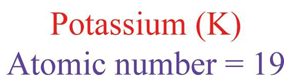 Potassium (K)
Atomic number = 19